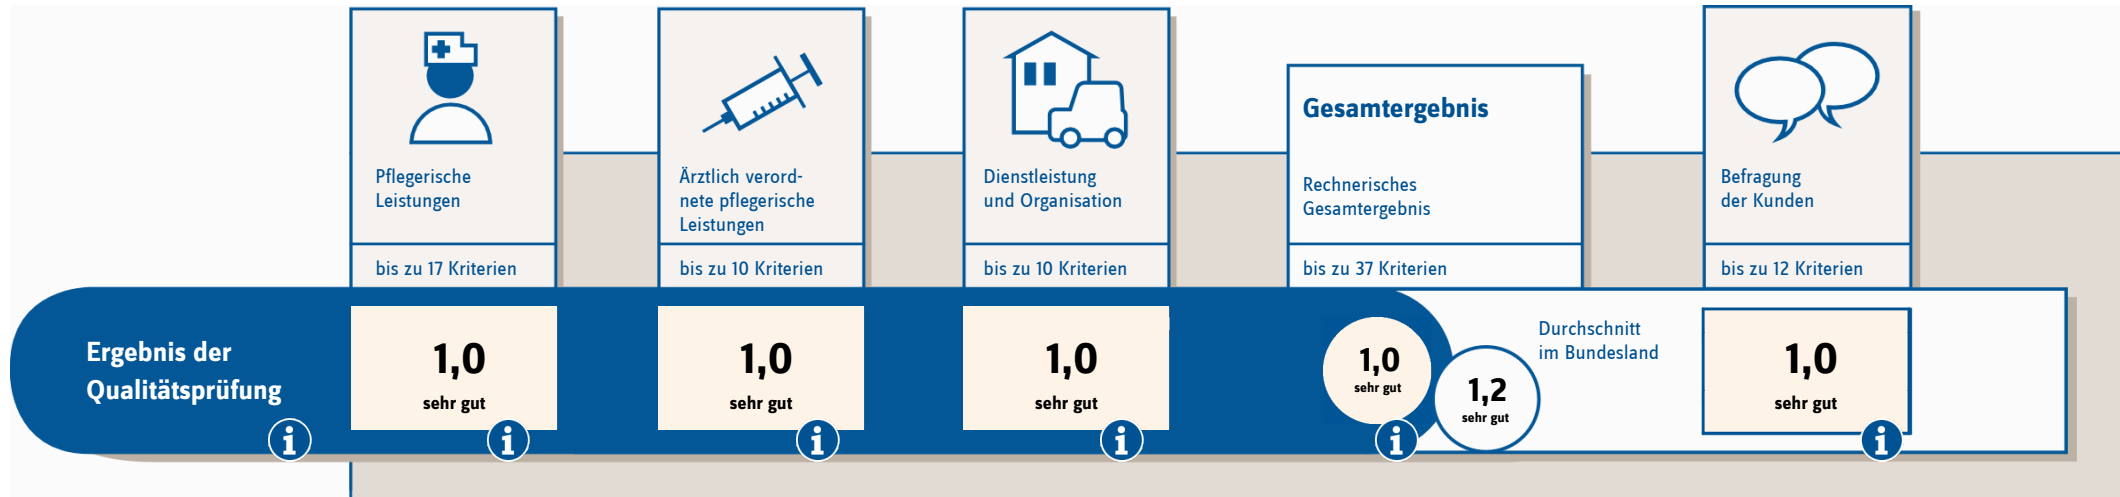 Pflegerische
Leistungen
bis zu 17 Kriterien
Ärztlich verord-
nete pflegerische
Leistungen
bis zu 10 Kriterien
Dienstleistung
und Organisation
bis zu 10 Kriterien
Gesamtergebnis
Rechnerisches
Gesamtergebnis
bis zu 37 Kriterien
Befragung
der Kunden
bis zu 12 Kriterien
Ergebnis der
Qualitätsprüfung
i
1,0
sehr gut
i
1,0
sehr gut
i
1,0
sehr gut
i
1,0
sehr gut
i
1,2
sehr gut
Durchschnitt
im Bundesland
1,0
sehr gut
i